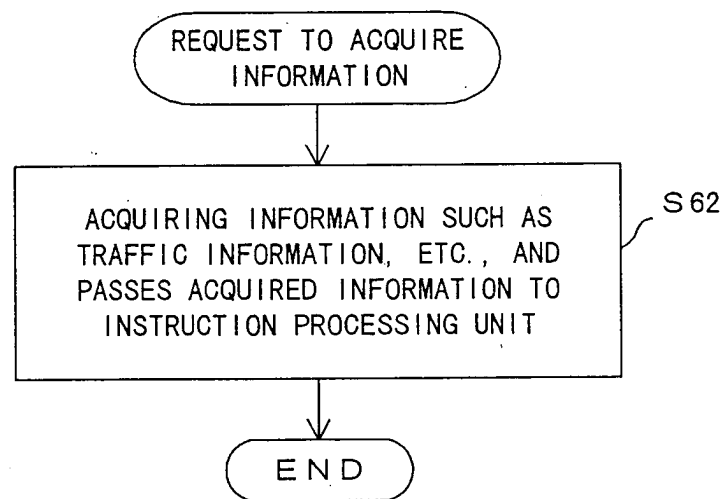 REQUEST TO ACQUIRE
INFORMATION
ACQUIRING INFORMATION SUCH AS
TRAFFIC INFORMATION, ETC., AND
PASSES ACQUIRED INFORMATION TO
INSTRUCTION PROCESSING UNIT
S62
END